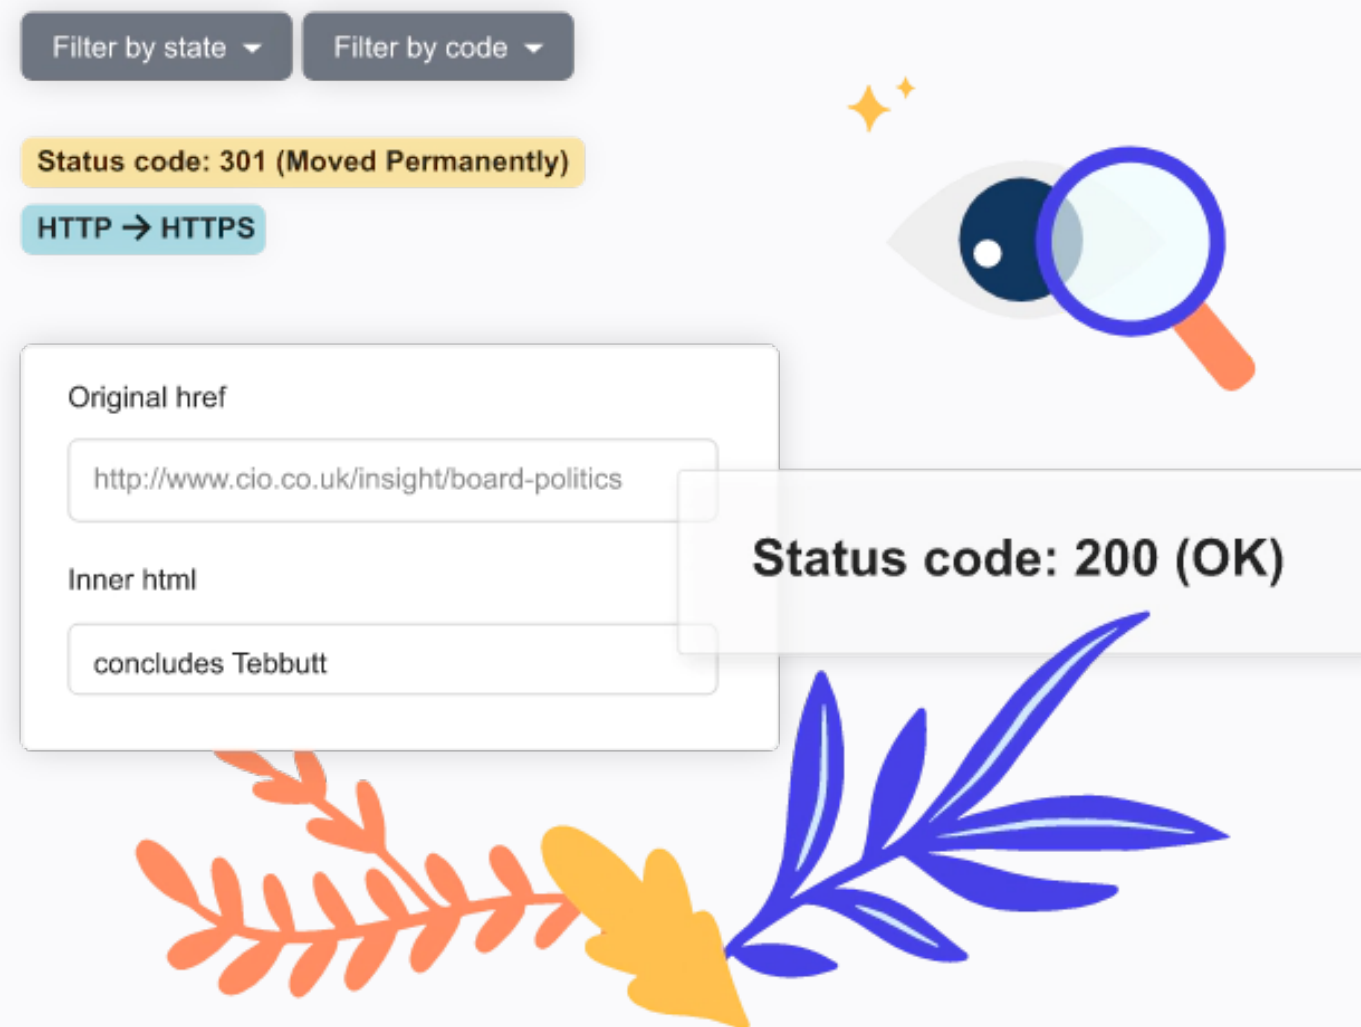 Filter by state
Filter by code
Status code: 301 (Moved Permanently)
HTTP → HTTPS
Original href
http://www.cio.co.uk/insight/board-politics
Status code: 200 (OK)
Inner html
concludes Tebbutt